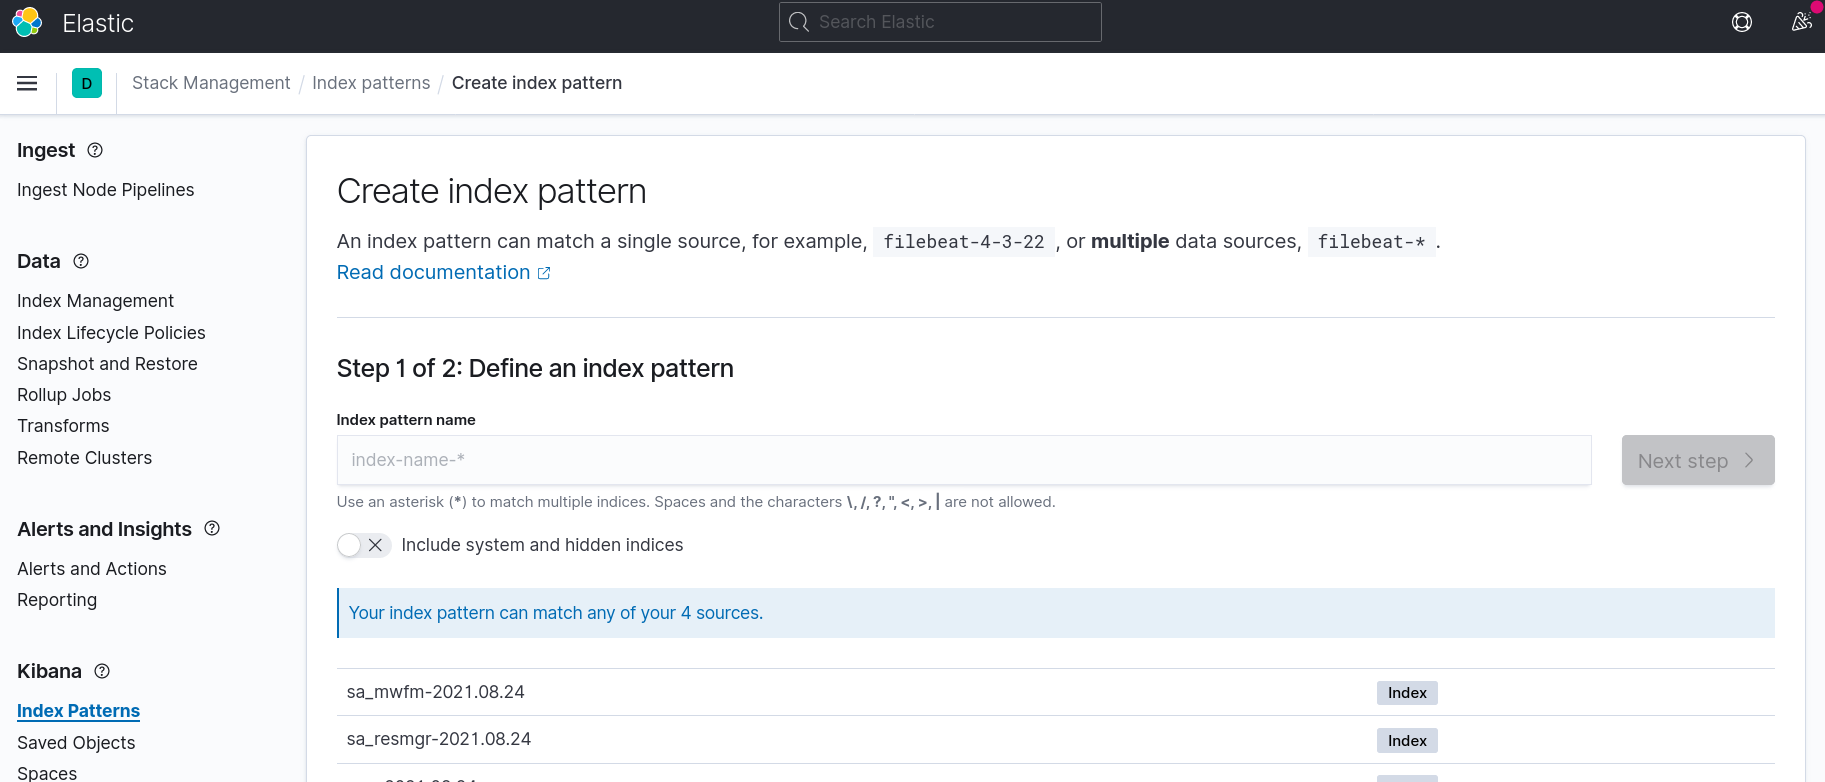 Elastic
Search Elastic
D
Stack Management / Index patterns / Create index pattern
Ingest
Ingest Node Pipelines
Data
Index Management
Index Lifecycle Policies
Snapshot and Restore
Rollup Jobs
Transforms
Remote Clusters
Alerts and Insights
Alerts and Actions
Reporting
Kibana
Index Patterns
Saved Objects
Spaces
Create index pattern
An index pattern can match a single source, for example, filebeat-4-3-22 , or multiple data sources, filebeat-* .
Read documentation
Step 1 of 2: Define an index pattern
Index pattern name
index-name-*
Next step
Use an asterisk (*) to match multiple indices. Spaces and the characters \, /, ?, ", <, >, | are not allowed.
Include system and hidden indices
Your index pattern can match any of your 4 sources.
sa_mwfm-2021.08.24 Index
sa_resmgr-2021.08.24 Index